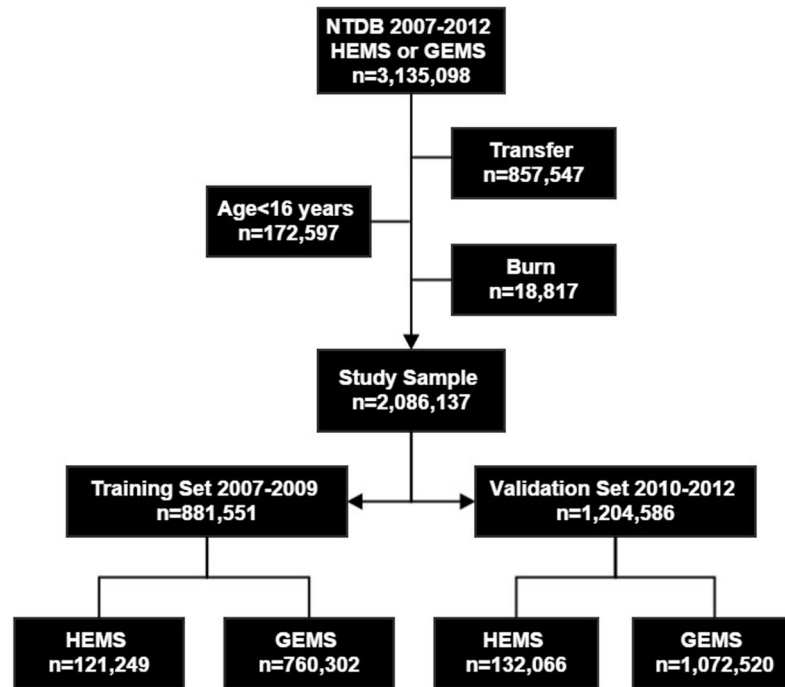 NTDB 2007-2012
HEMS or GEMS
n=3,135,098
Transfer
n=857,547
Age<16 years
n=172,597
Burn
n=18,817
Study Sample
n=2,086,137
Training Set 2007-2009
n=881,551
Validation Set 2010-2012
n=1,204,586
HEMS
n=121,249
GEMS
n=760,302
HEMS
n=132,066
GEMS
n=1,072,520